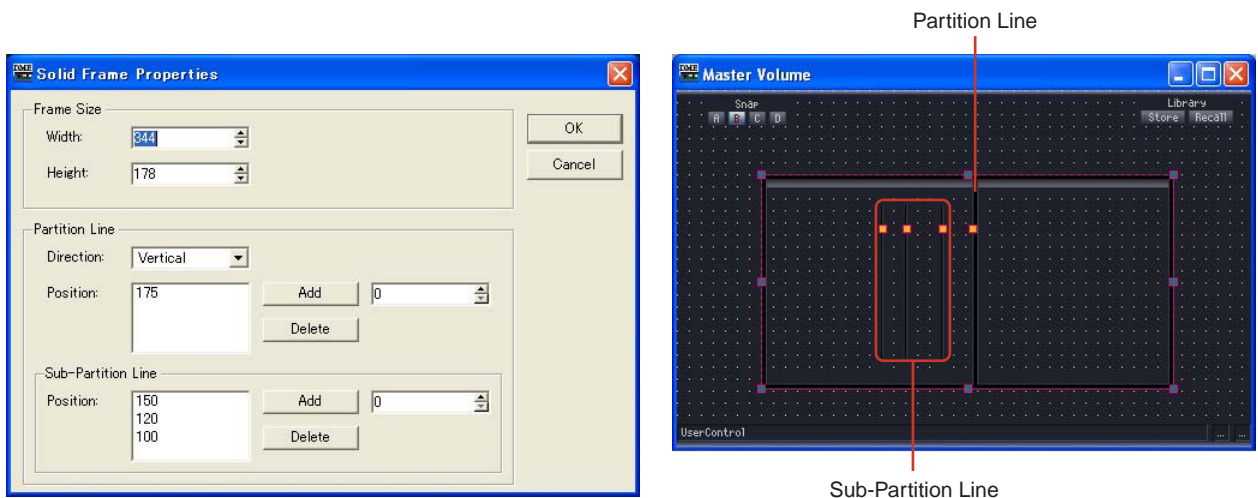 Partition Line
Solid Frame Properties
Frame Size
Width: 344
Height: 178
OK
Cancel
Partition Line
Direction: Vertical
Position: 175
Add 0
Delete
Sub-Partition Line
Position: 150
120
100
Add 0
Delete
DME Master Volume
Snap
A B C D
Library
Store Recall
UserControl
... ...
Sub-Partition Line